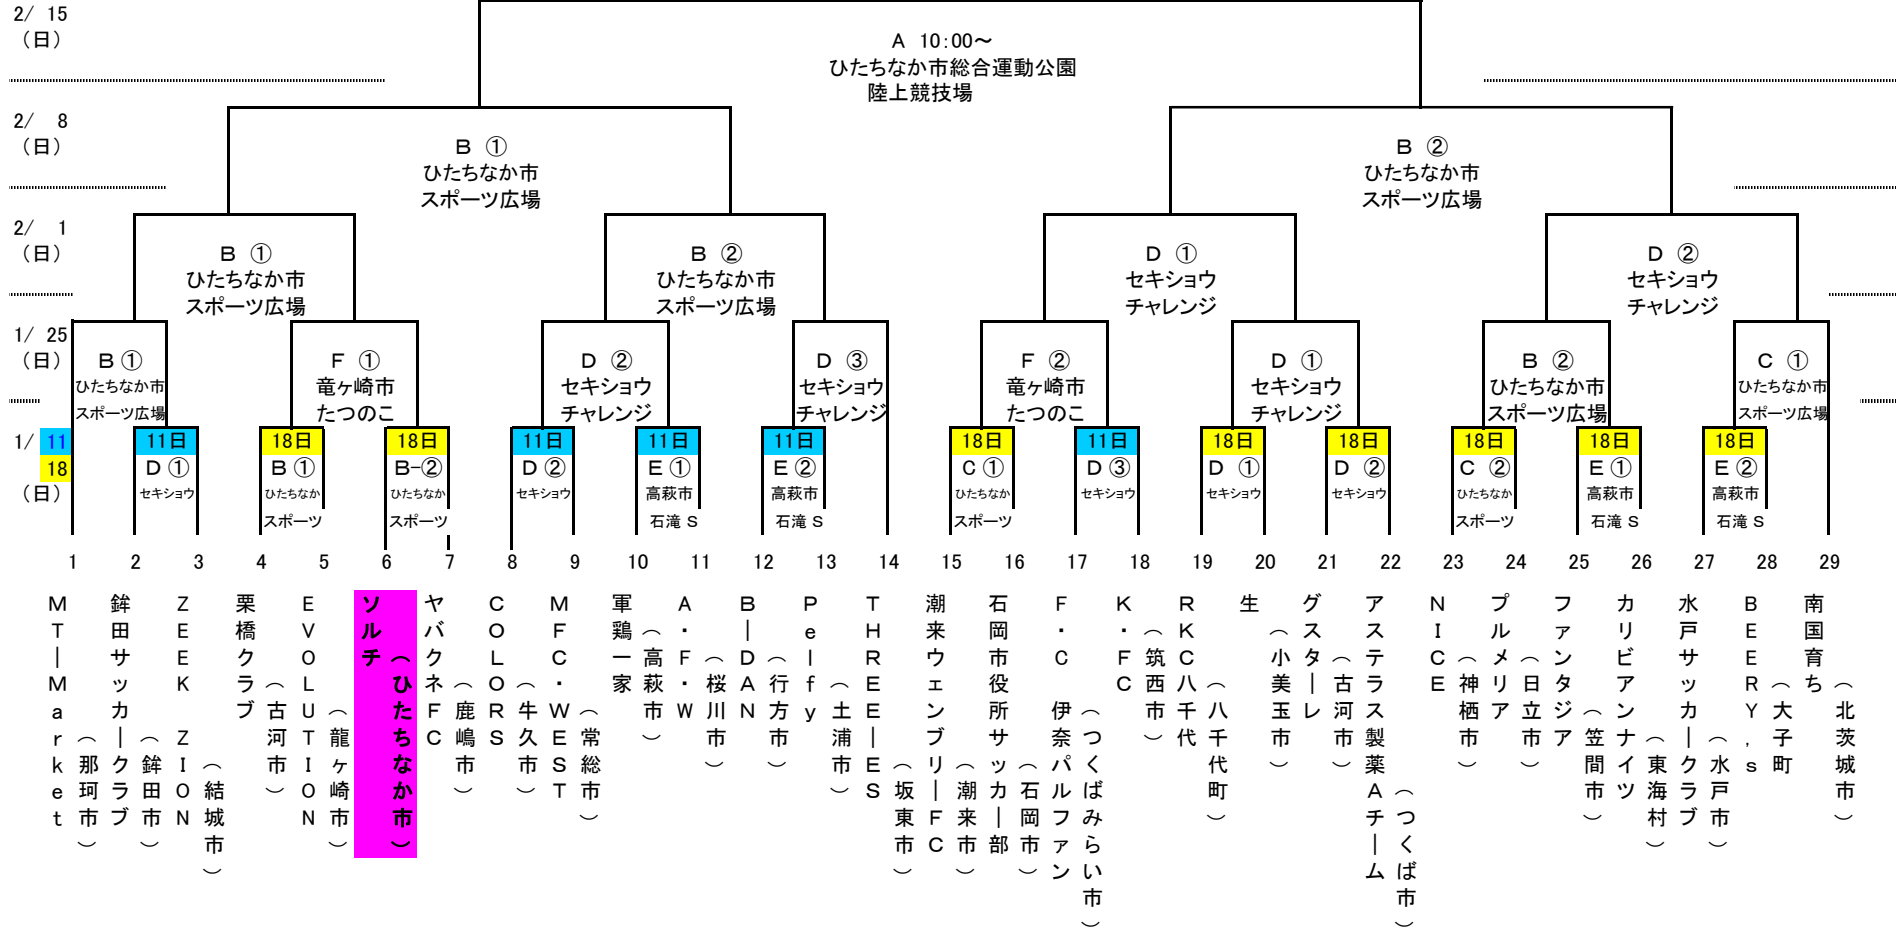 2/ 15
（日）
A 10:00～
ひたちなか市総合運動公園
陸上競技場
2/ 8
（日）
B ①
ひたちなか市
スポーツ広場
B ②
ひたちなか市
スポーツ広場
2/ 1
（日）
B ①
ひたちなか市
スポーツ広場
B ②
ひたちなか市
スポーツ広場
D ①
セキショウ
チャレンジ
D ②
セキショウ
チャレンジ
1/ 25
（日）
B ①
ひたちなか市
スポーツ広場
F ①
竜ヶ崎市
たつのこ
D ②
セキショウ
チャレンジ
D ③
セキショウ
チャレンジ
F ②
竜ヶ崎市
たつのこ
D ①
セキショウ
チャレンジ
B ②
ひたちなか市
スポーツ広場
C ①
ひたちなか市
スポーツ広場
1/ 11
18
（日）
11日
D ①
セキショウ
18日
B ①
ひたちなか
スポーツ
18日
B-②
ひたちなか
スポーツ
11日
D ②
セキショウ
11日
E ①
高萩市
石滝 S
11日
E ②
高萩市
石滝 S
18日
C ①
ひたちなか
スポーツ
11日
D ③
セキショウ
18日
D ①
セキショウ
18日
D ②
セキショウ
18日
C ②
ひたちなか
スポーツ
18日
E ①
高萩市
石滝 S
18日
E ②
高萩市
石滝 S
1 2 3 4 5 6 7 8 9 10 11 12 13 14 15 16 17 18 19 20 21 22 23 24 25 26 27 28 29
MT－Market
（那珂市）
鉾田サッカークラブ
（鉾田市）
ZEEK ZION
（結城市）
栗橋クラブ
（古河市）
EVOLUTION
（龍ヶ崎市）
ソルチ
（ひたちなか市）
ヤバクネFC
（鹿嶋市）
COLORS
（牛久市）
MFC・WEST
（常総市）
軍鶏一家
（高萩市）
A・F・W
（桜川市）
B－DAN
（行方市）
Pelfy
（土浦市）
THREE－ES
（坂東市）
潮来ウェンブリーFC
（潮来市）
石岡市役所サッカー部
（石岡市）
F・C 伊奈パルファン
（つくばみらい市）
K・FC
（筑西市）
RKC八千代
（八千代町）
生
（小美玉市）
グスターレ
（古河市）
アステラス製薬Aチーム
（つくば市）
NICE
（神栖市）
プルメリア
（日立市）
ファンタジア
（笠間市）
カリビアンナイツ
（東海村）
水戸サッカークラブ
（水戸市）
BEERY,s
（大子町
南国育ち
（北茨城市）